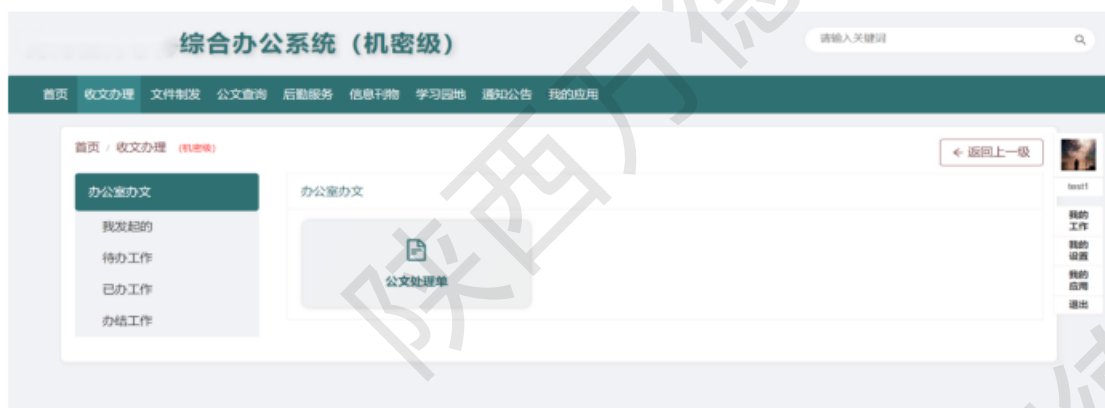 综合办公系统（机密级）
请输入关键词
首页 收文办理 文件制发 公文查询 后勤服务 信息刊物 学习园地 通知公告 我的应用
首页 / 收文办理 （机密级）
← 返回上一级
办公室办文
我发起的
待办工作
已办工作
办结工作
办公室办文
公文处理单
test1
我的
工作
我的
设置
我的
应用
退出
陕西万德